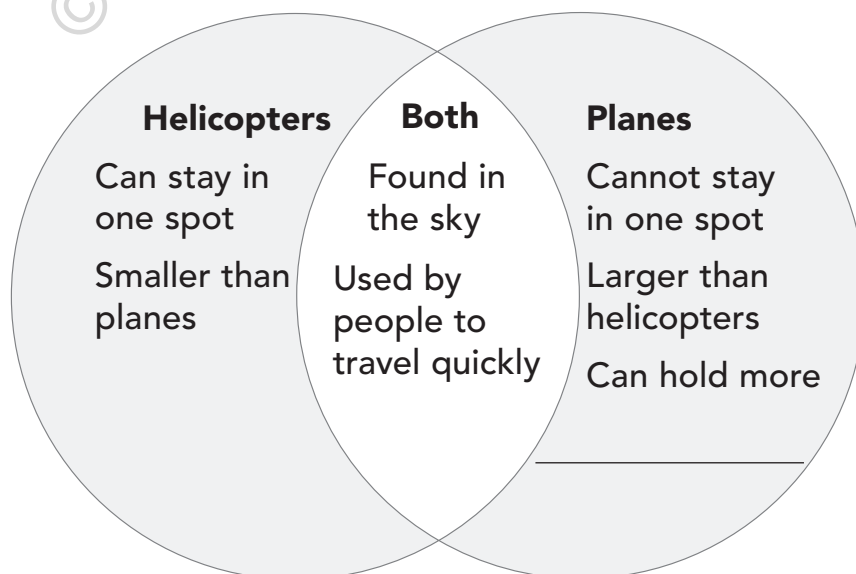 ©
Helicopters
Can stay in
one spot
Smaller than
planes
Both
Found in
the sky
Used by
people to
travel quickly
Planes
Cannot stay
in one spot
Larger than
helicopters
Can hold more